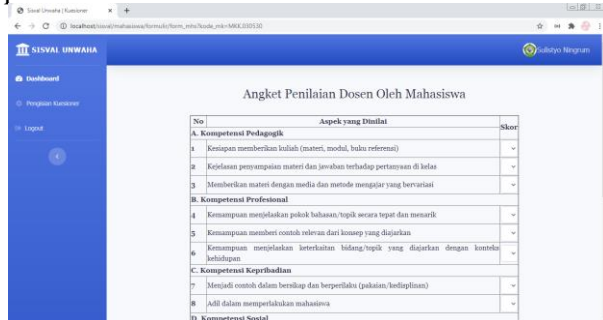 Sisval Unwaha | Kuesioner
localhost/sisval/mahasiswa/formulir/form_mhs?kode_mk=MKK.030530
SISVAL UNWAHA
Sulistyo Ningrum
Dashboard
Pengisian Kuesioner
Logout
Angket Penilaian Dosen Oleh Mahasiswa
No Aspek yang Dinilai Skor
A. Kompetensi Pedagogik
1 Kesiapan memberikan kuliah (materi, modul, buku referensi)
2 Kejelasan penyampaian materi dan jawaban terhadap pertanyaan di kelas
3 Memberikan materi dengan media dan metode mengajar yang bervariasi
B. Kompetensi Profesional
4 Kemampuan menjelaskan pokok bahasan/topik secara tepat dan menarik
5 Kemampuan memberi contoh relevan dari konsep yang diajarkan
6 Kemampuan menjelaskan keterkaitan bidang/topik yang diajarkan dengan konteks
kehidupan
C. Kompetensi Kepribadian
7 Menjadi contoh dalam bersikap dan berperilaku (pakaian/kedisplinan)
8 Adil dalam memperlakukan mahasiswa
D. Kompetensi Sosial